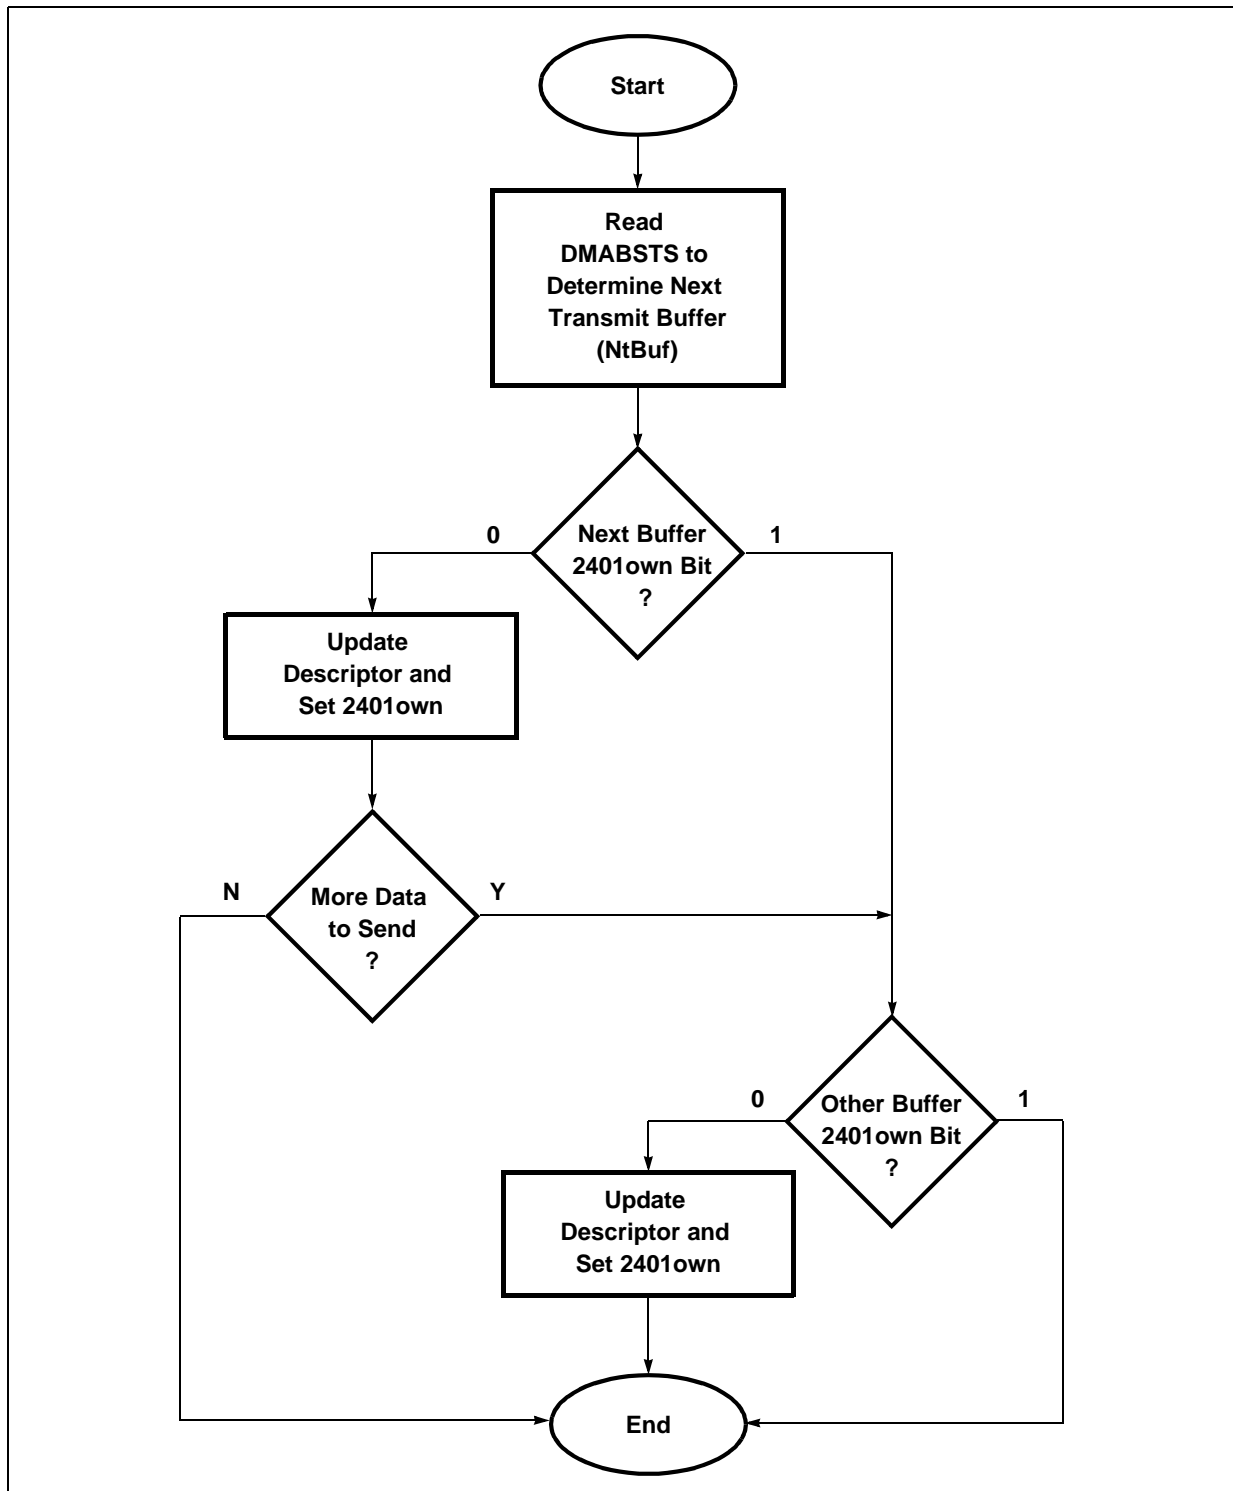 Start
Read
DMABSTS to
Determine Next
Transmit Buffer
(NtBuf)
0
Next Buffer
2401own Bit
?
1
Update
Descriptor and
Set 2401own
N
More Data
to Send
?
Y
0
Other Buffer
2401own Bit
?
1
Update
Descriptor and
Set 2401own
End